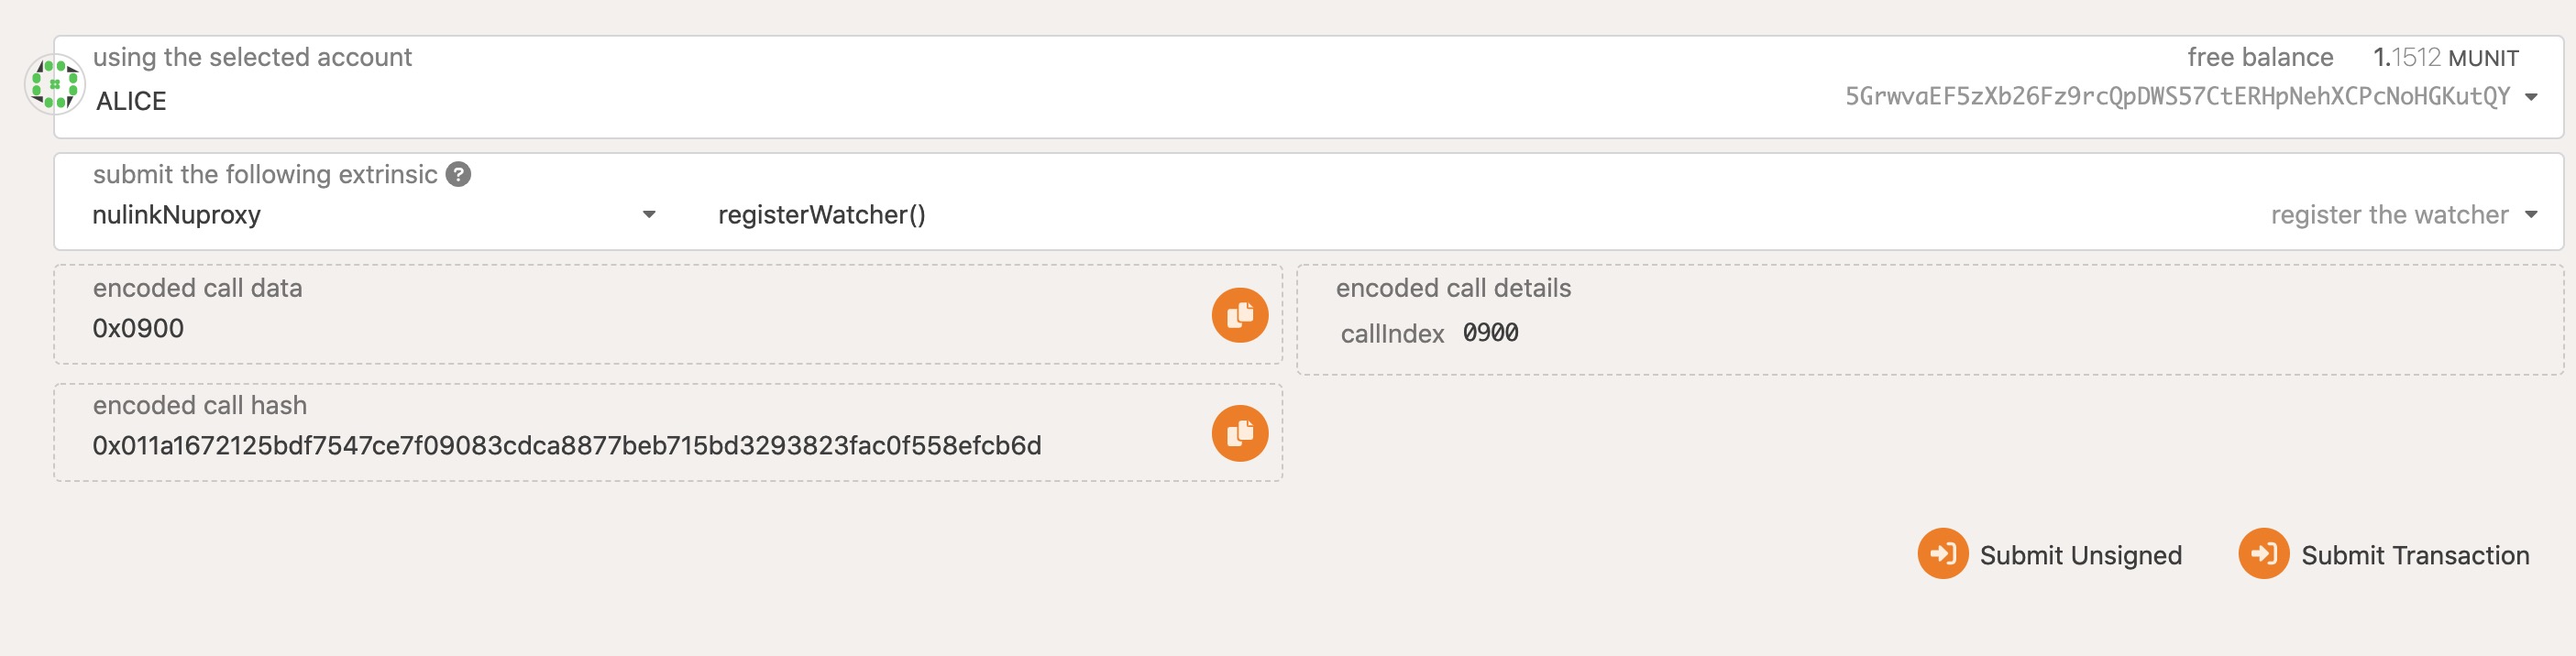 using the selected account
free balance 1.1512 MUNIT
ALICE
5GrwvaEF5zXb26Fz9rcQpDWS57CtERHpNehXCPcNoHGKutQY
submit the following extrinsic ?
nulinkNuproxy registerWatcher() register the watcher
encoded call data
0x0900
encoded call details
callIndex 0900
encoded call hash
0x011a1672125bdf7547ce7f09083cdca8877beb715bd3293823fac0f558efcb6d
Submit Unsigned Submit Transaction